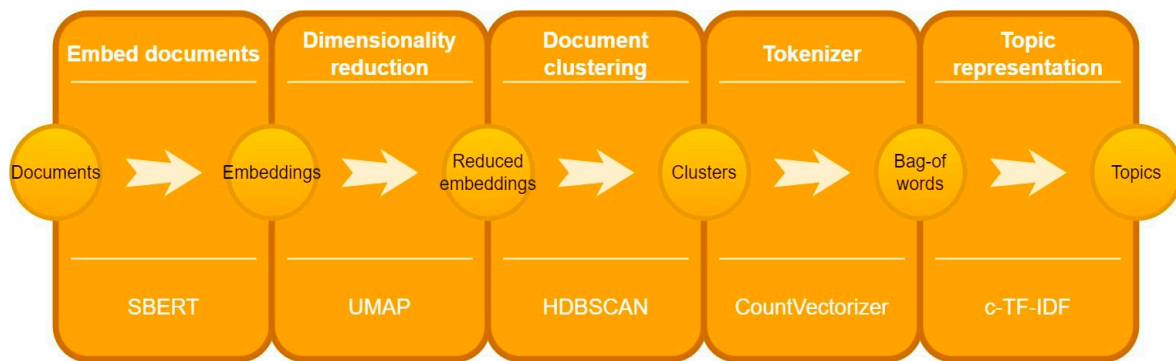 Embed documents
Dimensionality
reduction
Document
clustering
Tokenizer
Topic
representation
Documents
Embeddings
Reduced
embeddings
Clusters
Bag-of
words
Topics
SBERT
UMAP
HDBSCAN
CountVectorizer
c-TF-IDF